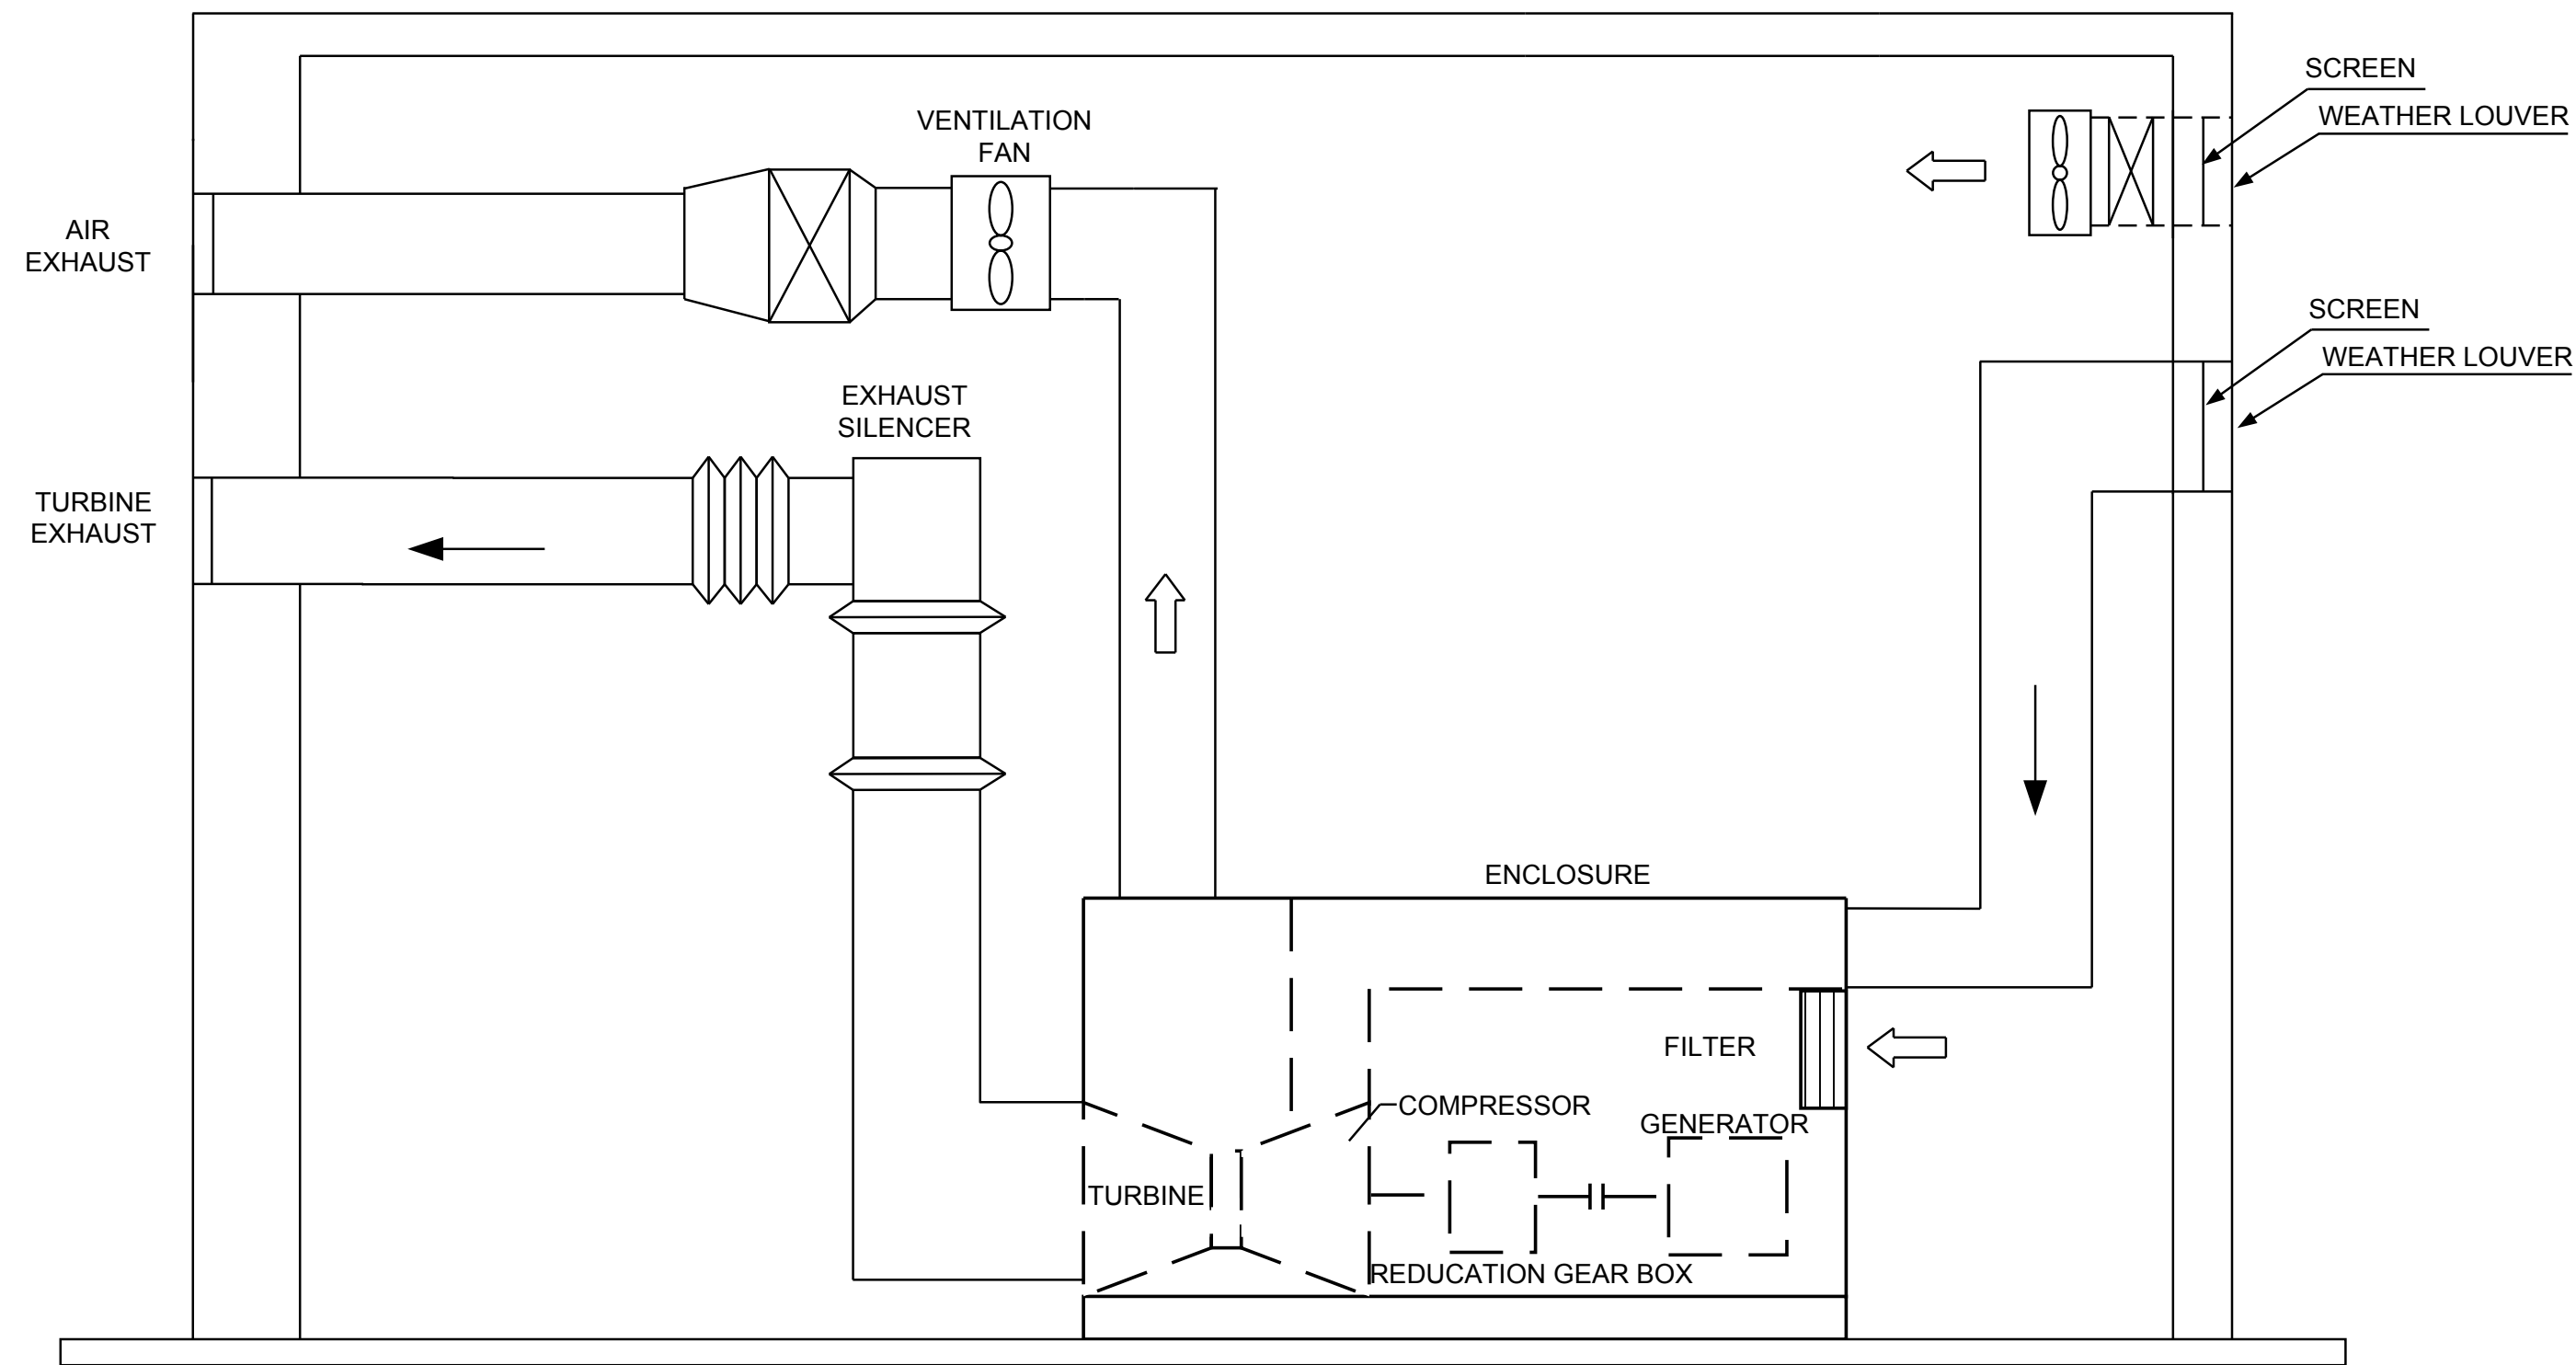 SCREEN
WEATHER LOUVER
VENTILATION
FAN
AIR
EXHAUST
SCREEN
WEATHER LOUVER
EXHAUST
SILENCER
TURBINE
EXHAUST
ENCLOSURE
FILTER
COMPRESSOR
GENERATOR
TURBINE
REDUCATION GEAR BOX